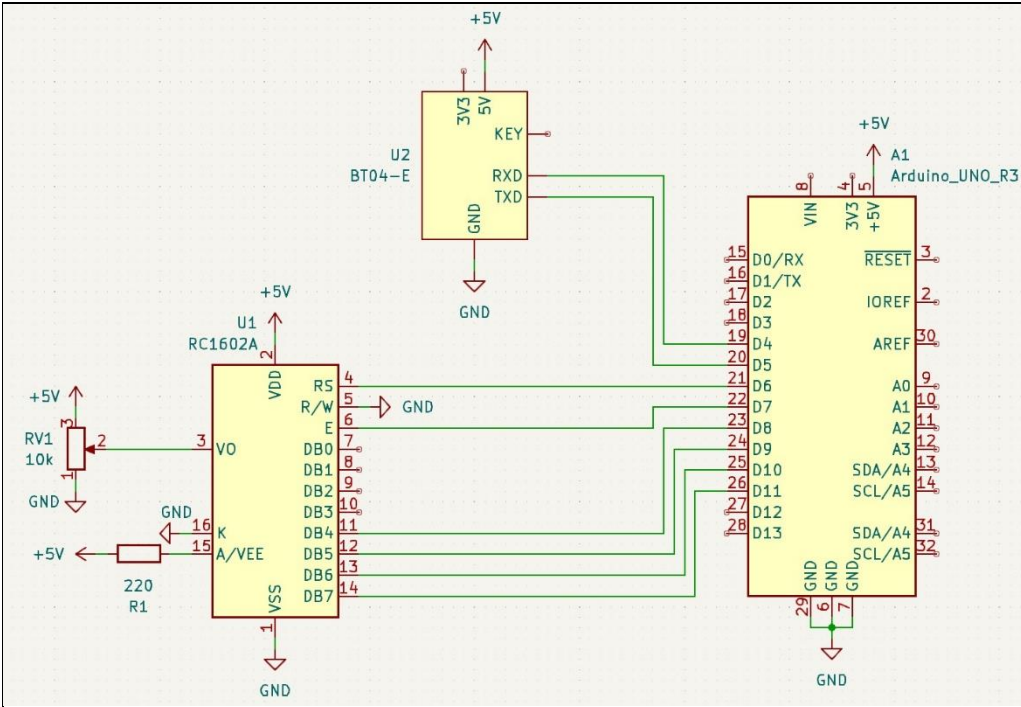 +5V
3V3
5V
KEY
RXD
TXD
GND
U2
BT04-E
GND
+5V
A1
Arduino_UNO_R3
8
4
5
VIN
3V3
+5V
15 D0/RX
16 D1/TX
17 D2
18 D3
19 D4
20 D5
21 D6
22 D7
23 D8
24 D9
25 D10
26 D11
27 D12
28 D13
RESET 3
IOREF 2
AREF 30
A0 9
A1 10
A2 11
A3 12
SDA/A4 13
SCL/A5 14
SDA/A4 31
SCL/A5 32
GND
GND
GND
29
6
7
GND
+5V
U1
RC1602A
2
VDD
RS 4
R/W 5
GND
E 6
DB0 7
DB1 8
DB2 9
DB3 10
DB4 11
DB5 12
DB6 13
DB7 14
3 VO
16 K
15 A/VEE
VSS
1
GND
+5V
3
RV1
10k
2
1
GND
GND
+5V
220
R1